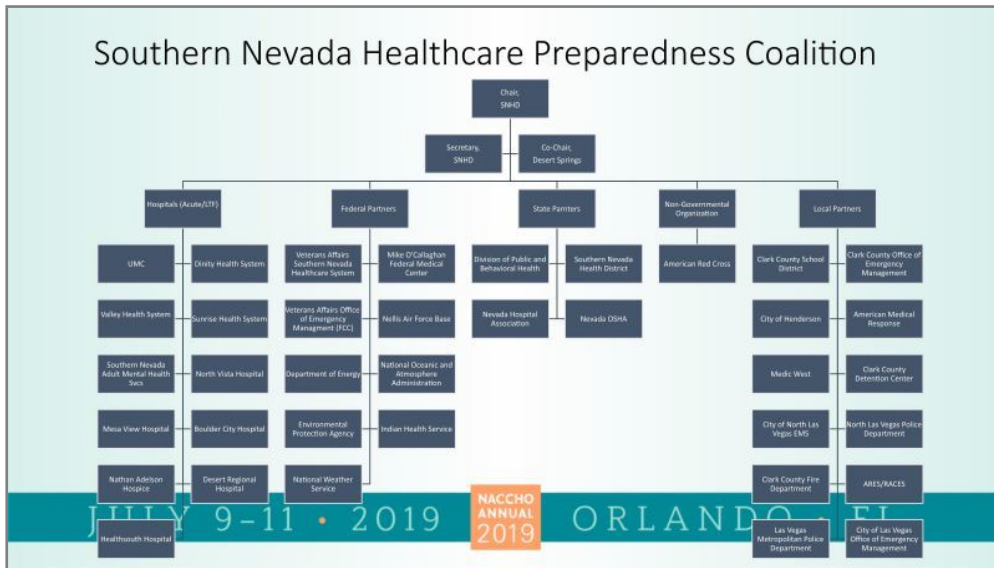 Southern Nevada Healthcare Preparedness Coalition
Chair,
SNHD
Secretary,
SNHD
Co-Chair,
Desert Springs
Hospitals (Acute/LTF)
Federal Partners
State Parnters
Non-Governmental
Organization
Local Partners
UMC
Dinity Health System
Valley Health System
Sunrise Health System
Southern Nevada
Adult Mental Health
Svcs
North Vista Hospital
Mesa View Hospital
Boulder City Hospital
Nathan Adelson
Hospice
Desert Regional
Hospital
Healthsouth Hospital
Veterans Affairs
Southern Nevada
Healthcare System
Mike O'Callaghan
Federal Medical
Center
Veterans Affairs Office
of Emergency
Managment (FCC)
Nellis Air Force Base
Department of Energy
National Oceanic and
Atmosphere
Administration
Environmental
Protection Agency
Indian Health Service
National Weather
Service
Division of Public and
Behavioral Health
Southern Nevada
Health District
Nevada Hospital
Association
Nevada OSHA
American Red Cross
Clark County School
District
Clark County Office of
Emergency
Management
City of Henderson
American Medical
Response
Medic West
Clark County
Detention Center
City of North Las
Vegas EMS
North Las Vegas Police
Department
Clark County Fire
Department
ARES/RACES
Las Vegas
Metropolitan Police
Department
City of Las Vegas
Office of Emergency
Management
JULY 9–11 • 2019
NACCHO
ANNUAL
2019
ORLANDO • FL